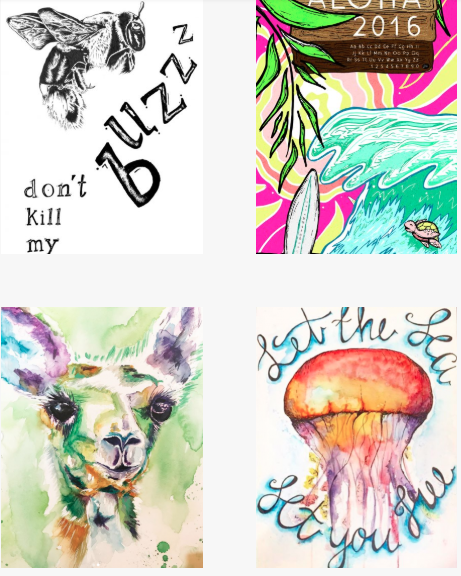 buzzz
don't
kill
my
ALOHA
2016
Aa Bb Cc Dd Ee Ff Gg Hh Ii
Jj Kk Ll Mm Nn Oo Pp Qq
Rr Ss Tt Uu Vv Ww Xx Yy Zz
1 2 3 4 5 6 7 8 9 0
Let the Sea
Set you free